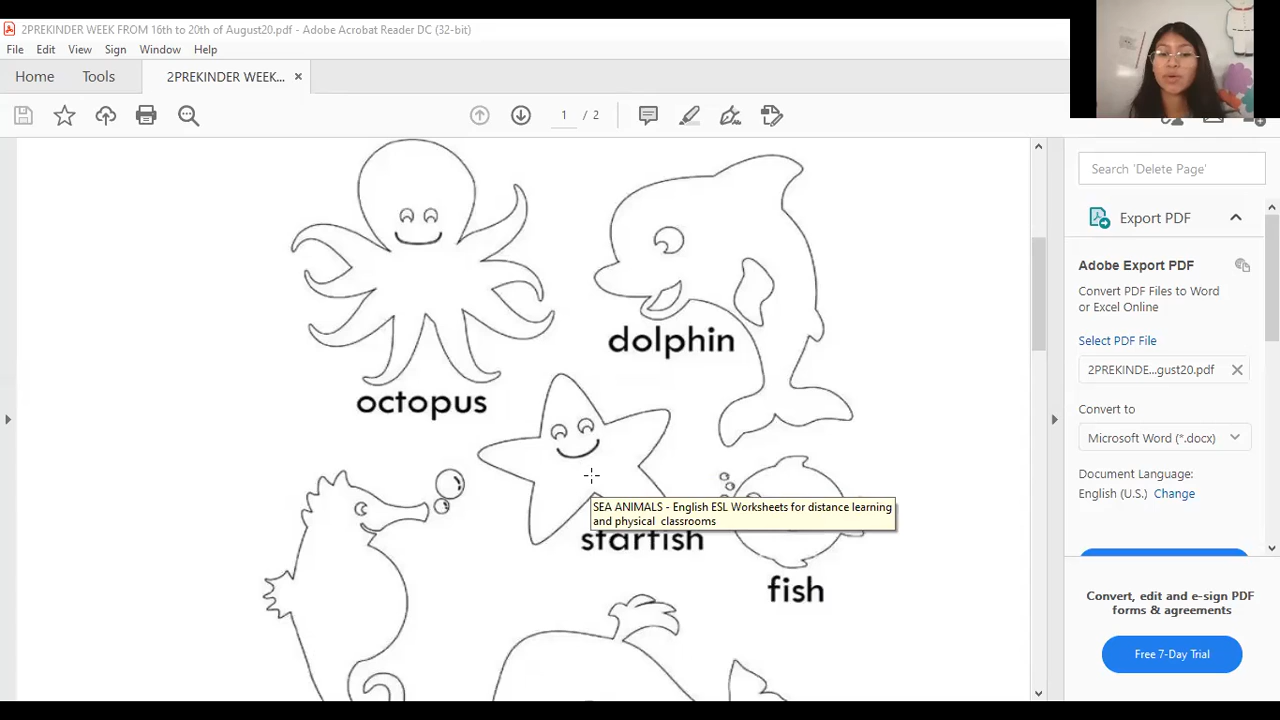 2PREKINDER WEEK FROM 16th to 20th of August20.pdf - Adobe Acrobat Reader DC (32-bit)
File Edit View Sign Window Help
Home Tools 2PREKINDER WEEK... ×
1 / 2
Search 'Delete Page'
Export PDF
Adobe Export PDF
Convert PDF Files to Word
or Excel Online
Select PDF File
2PREKINDE...gust20.pdf
Convert to
Microsoft Word (*.docx)
Document Language:
English (U.S.) Change
Convert, edit and e-sign PDF
forms & agreements
Free 7-Day Trial
dolphin
octopus
SEA ANIMALS - English ESL Worksheets for distance learning
and physical classrooms
starfish
fish